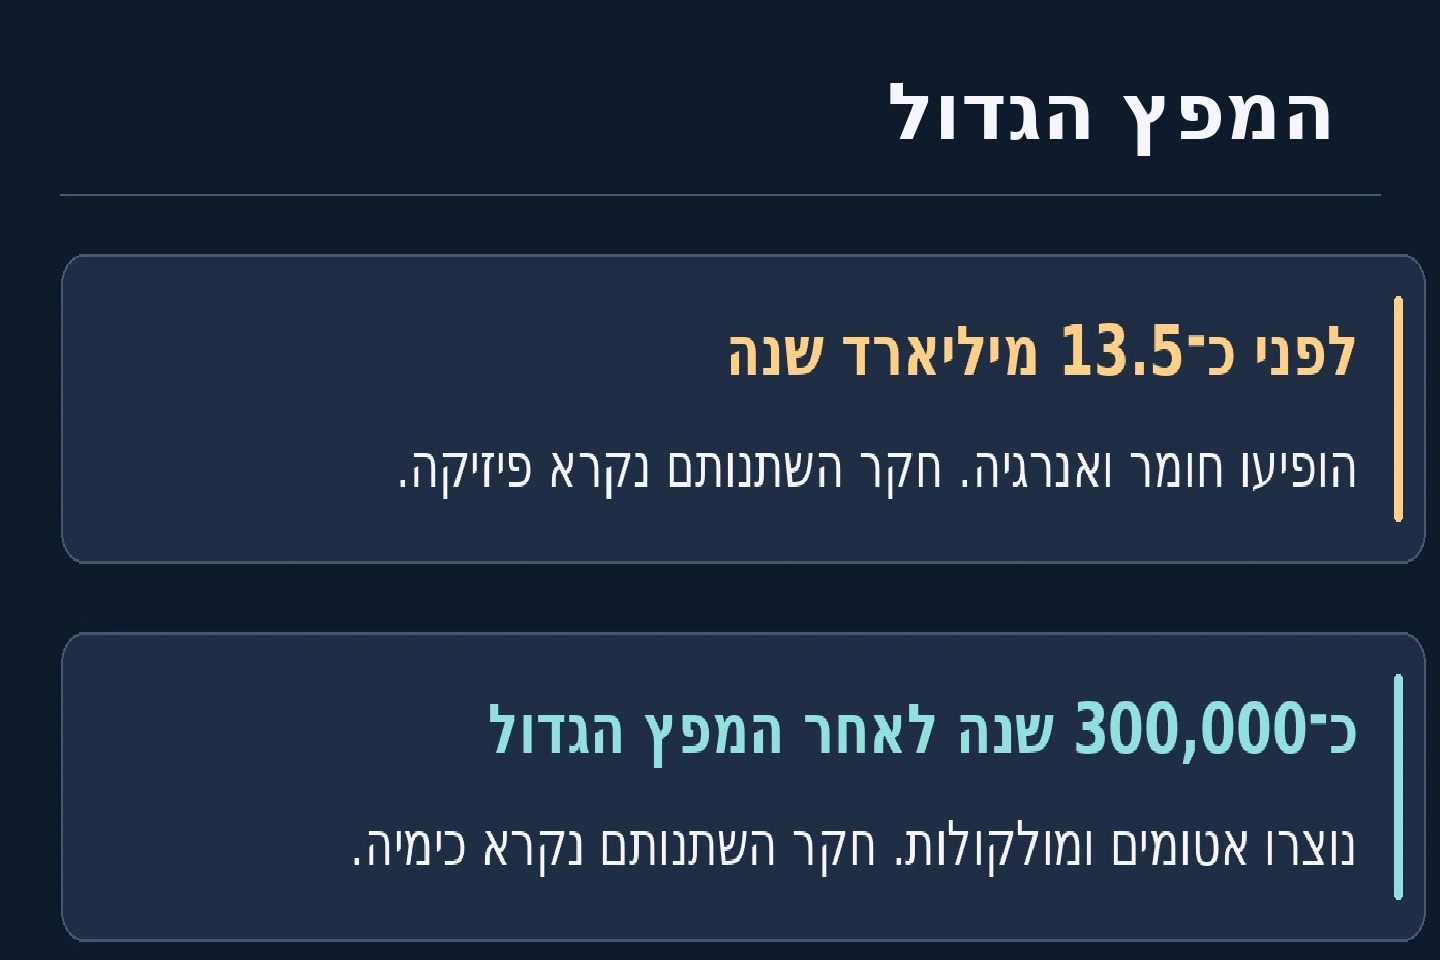 המפץ הגדול
לפני כ־13.5 מיליארד שנה
הופיעו חומר ואנרגיה. חקר השתנותם נקרא פיזיקה.
כ־300,000 שנה לאחר המפץ הגדול
נוצרו אטומים ומולקולות. חקר השתנותם נקרא כימיה.